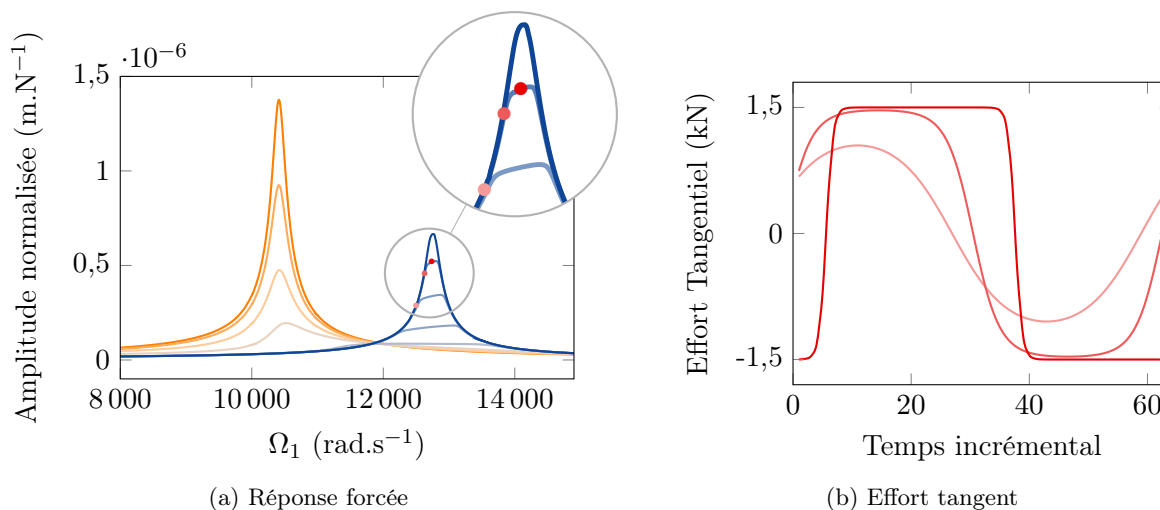 ·10⁻⁶
1,5
1
0,5
0
Amplitude normalisée (m.N⁻¹)
8 000 10 000 12 000 14 000
Ω₁ (rad.s⁻¹)
(a) Réponse forcée
1,5
0
-1,5
Effort Tangentiel (kN)
0 20 40 60
Temps incrémental
(b) Effort tangent